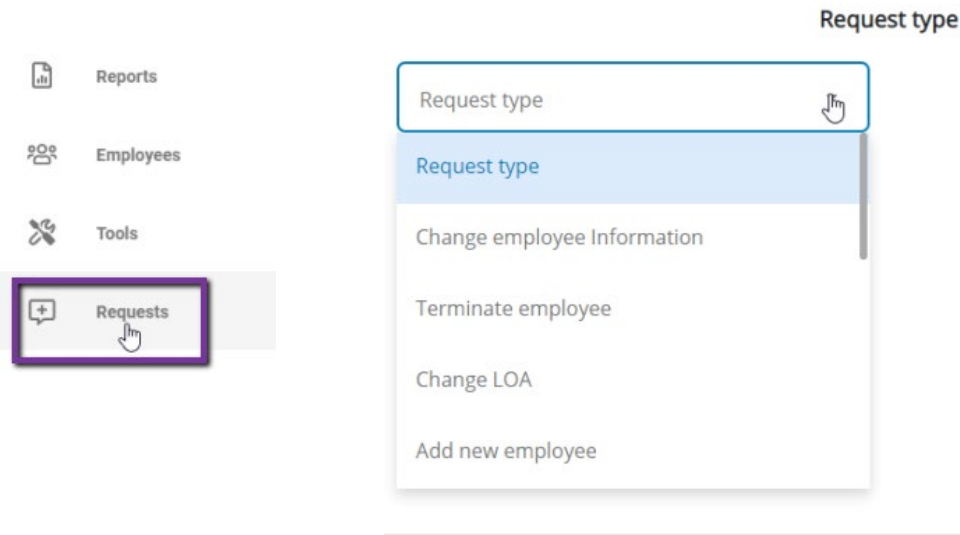 Request type
Reports
Employees
Tools
Requests
Request type
Request type
Change employee Information
Terminate employee
Change LOA
Add new employee